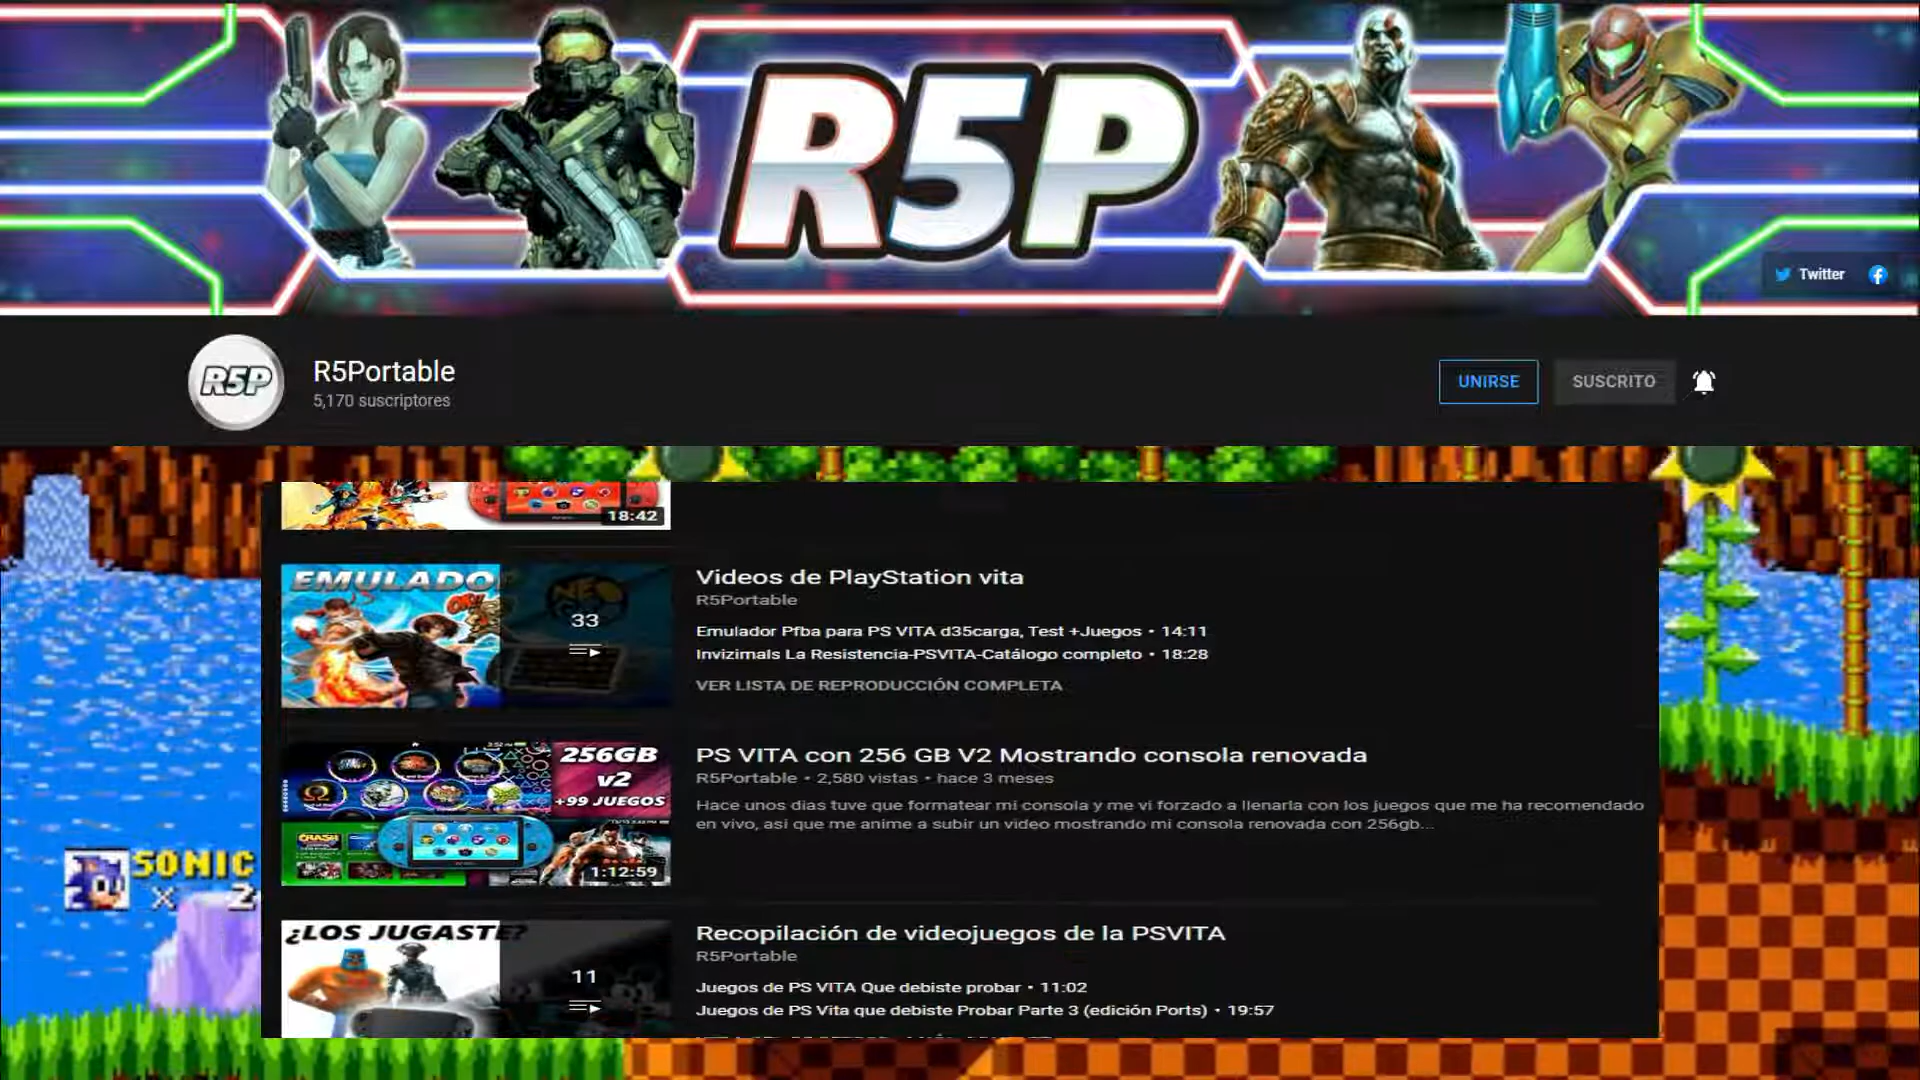 R5P
Twitter
R5P
R5Portable
5,170 suscriptores
UNIRSE
SUSCRITO
18:42
EMULADO
OK!!
NEO
33
Videos de PlayStation vita
R5Portable
Emulador Pfba para PS VITA d35carga, Test +Juegos • 14:11
Invizimals La Resistencia-PSVITA-Catálogo completo • 18:28
VER LISTA DE REPRODUCCIÓN COMPLETA
256GB
v2
+99 JUEGOS
CRASH
1:12:59
PS VITA con 256 GB V2 Mostrando consola renovada
R5Portable • 2,580 vistas • hace 3 meses
Hace unos dias tuve que formatear mi consola y me vi forzado a llenarla con los juegos que me ha recomendado
en vivo, asi que me anime a subir un video mostrando mi consola renovada con 256gb...
SONIC
X 2
¿LOS JUGASTE?
11
Recopilación de videojuegos de la PSVITA
R5Portable
Juegos de PS VITA Que debiste probar • 11:02
Juegos de PS Vita que debiste Probar Parte 3 (edición Ports) • 19:57